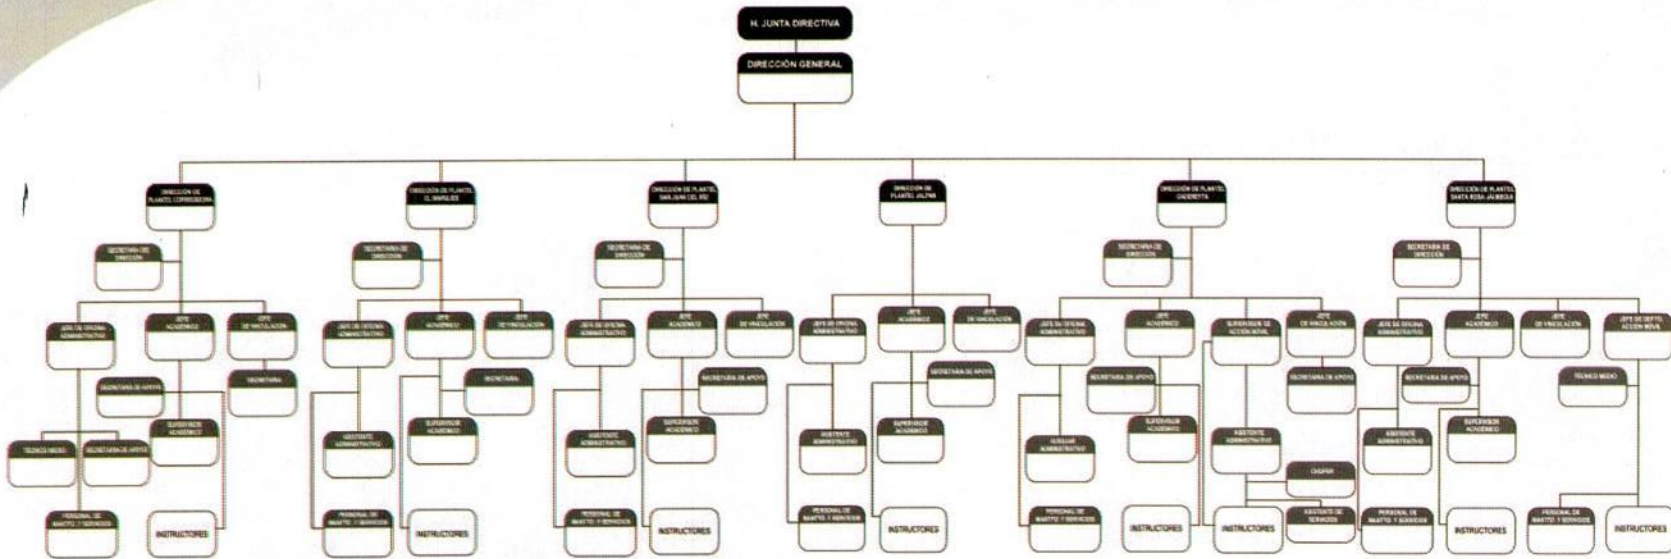 H. JUNTA DIRECTIVA
DIRECCIÓN GENERAL
DIRECCIÓN DE
PLANTEL CORREGIDORA
DIRECCIÓN DE PLANTEL
EL MARQUES
DIRECCIÓN DE PLANTEL
SAN JUAN DEL RÍO
DIRECCIÓN DE
PLANTEL JALPAN
DIRECCIÓN DE PLANTEL
CADEREYTA
DIRECCIÓN DE PLANTEL
SANTA ROSA JAUREGUI
SECRETARIA DE
DIRECCIÓN
SECRETARIA DE
DIRECCIÓN
SECRETARIA DE
DIRECCIÓN
SECRETARIA DE
DIRECCIÓN
SECRETARIA DE
DIRECCIÓN
JEFE DE OFICINA
ADMINISTRATIVO
JEFE
ACADÉMICO
JEFE
DE VINCULACIÓN
JEFE DE OFICINA
ADMINISTRATIVO
JEFE
ACADÉMICO
JEFE
DE VINCULACIÓN
JEFE DE OFICINA
ADMINISTRATIVO
JEFE
ACADÉMICO
JEFE
DE VINCULACIÓN
JEFE DE OFICINA
ADMINISTRATIVO
JEFE
ACADÉMICO
JEFE
DE VINCULACIÓN
JEFE DE OFICINA
ADMINISTRATIVO
JEFE
ACADÉMICO
SUPERVISOR DE
ACCIÓN MÓVIL
JEFE
DE VINCULACIÓN
JEFE DE OFICINA
ADMINISTRATIVO
JEFE
ACADÉMICO
JEFE
DE VINCULACIÓN
JEFE DE DEPTO.
ACCIÓN MÓVIL
SECRETARIA DE APOYO
SECRETARIA
SECRETARIA
SECRETARIA DE APOYO
SECRETARIA DE APOYO
SECRETARIA DE APOYO
SECRETARIA DE APOYO
SECRETARIA DE APOYO
TÉCNICO MEDIO
SUPERVISOR
ACADÉMICO
SUPERVISOR
ACADÉMICO
SUPERVISOR
ACADÉMICO
SUPERVISOR
ACADÉMICO
SUPERVISOR
ACADÉMICO
SUPERVISOR
ACADÉMICO
TÉCNICO MEDIO
SECRETARIA DE APOYO
ASISTENTE
ADMINISTRATIVO
ASISTENTE
ADMINISTRATIVO
ASISTENTE
ADMINISTRATIVO
AUXILIAR
ADMINISTRATIVO
ASISTENTE
ADMINISTRATIVO
ASISTENTE
ADMINISTRATIVO
CHOFER
PERSONAL DE
MANTTO. Y SERVICIOS
INSTRUCTORES
PERSONAL DE
MANTTO. Y SERVICIOS
INSTRUCTORES
PERSONAL DE
MANTTO. Y SERVICIOS
INSTRUCTORES
PERSONAL DE
MANTTO. Y SERVICIOS
INSTRUCTORES
PERSONAL DE
MANTTO. Y SERVICIOS
INSTRUCTORES
INSTRUCTORES
ASISTENTE DE
SERVICIOS
PERSONAL DE
MANTTO. Y SERVICIOS
INSTRUCTORES
PERSONAL DE
MANTTO. Y SERVICIOS
INSTRUCTORES